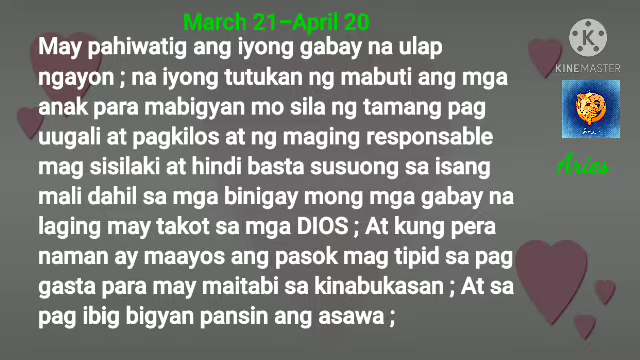 March 21–April 20
May pahiwatig ang iyong gabay na ulap
ngayon ; na iyong tutukan ng mabuti ang mga
anak para mabigyan mo sila ng tamang pag
uugali at pagkilos at ng maging responsable
mag sisilaki at hindi basta susuong sa isang
mali dahil sa mga binigay mong mga gabay na
laging may takot sa mga DIOS ; At kung pera
naman ay maayos ang pasok mag tipid sa pag
gasta para may maitabi sa kinabukasan ; At sa
pag ibig bigyan pansin ang asawa ;
KINEMASTER
Aries